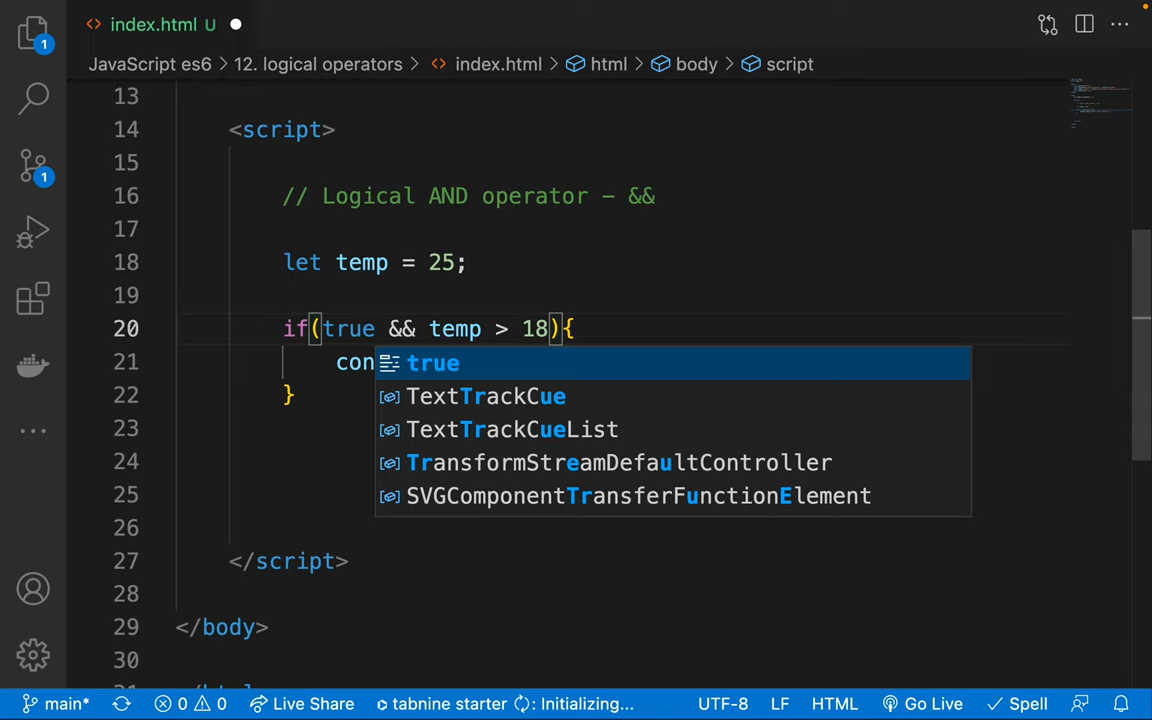 index.html U
JavaScript es6 > 12. logical operators > index.html > html > body > script
13
14 <script>
15
16 // Logical AND operator – &&
17
18 let temp = 25;
19
20 if(true && temp > 18){
21 con
22 }
23
24
25
26
27 </script>
28
29 </body>
30
true
TextTrackCue
TextTrackCueList
TransformStreamDefaultController
SVGComponentTransferFunctionElement
1
1
main* 0 0 Live Share tabnine starter : Initializing... UTF-8 LF HTML Go Live Spell